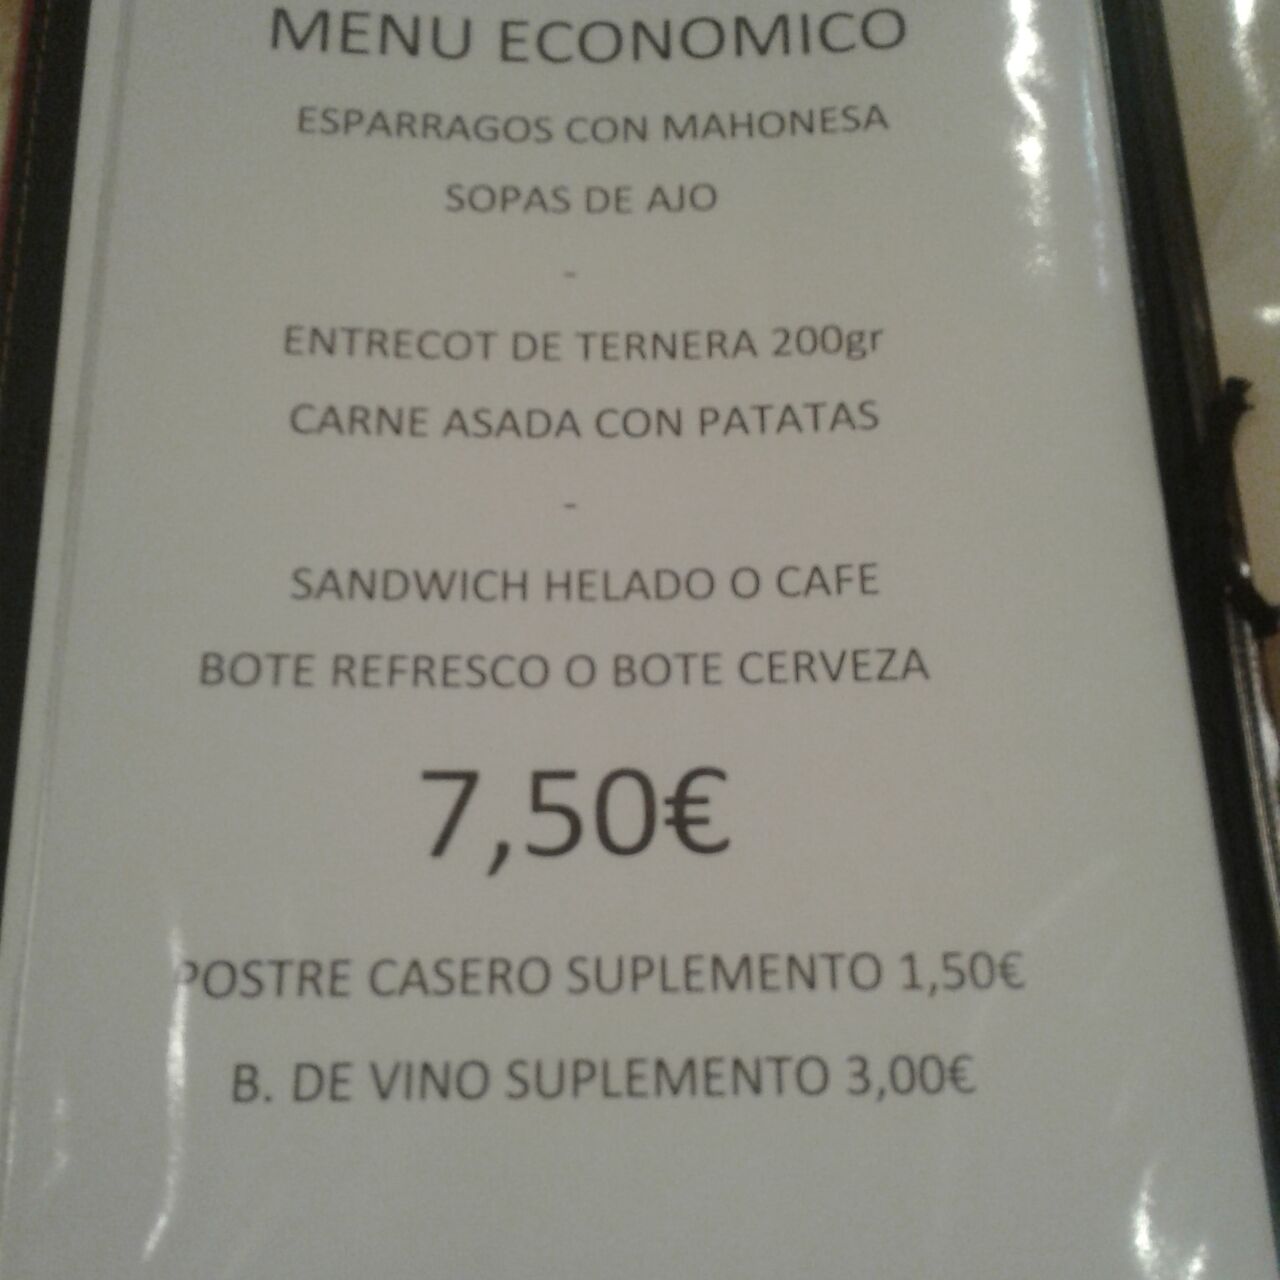 MENU ECONOMICO
ESPARRAGOS CON MAHONESA
SOPAS DE AJO
-
ENTRECOT DE TERNERA 200gr
CARNE ASADA CON PATATAS
-
SANDWICH HELADO O CAFE
BOTE REFRESCO O BOTE CERVEZA
7,50€
POSTRE CASERO SUPLEMENTO 1,50€
B. DE VINO SUPLEMENTO 3,00€